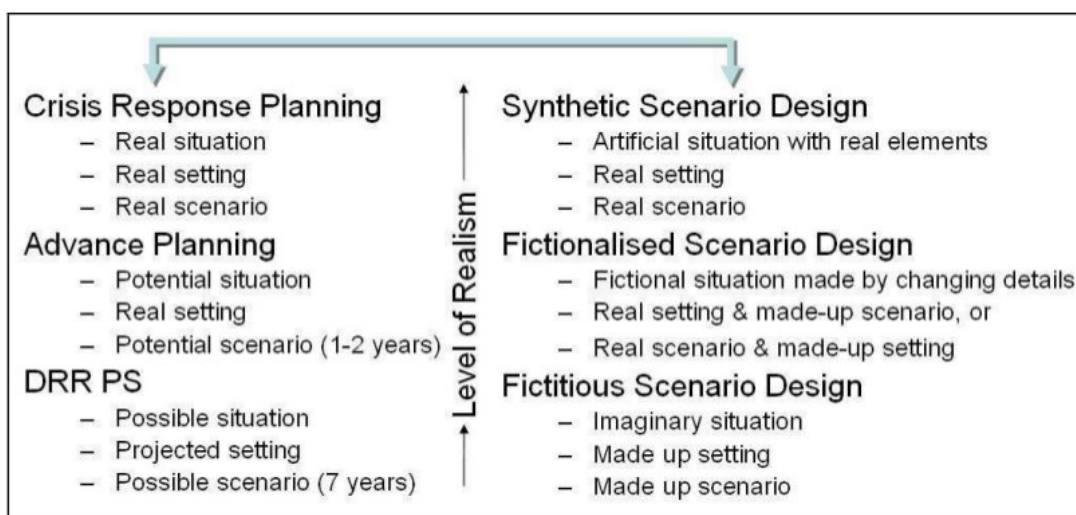 Crisis Response Planning
– Real situation
– Real setting
– Real scenario
Advance Planning
– Potential situation
– Real setting
– Potential scenario (1-2 years)
DRR PS
– Possible situation
– Projected setting
– Possible scenario (7 years)
Level of Realism
Synthetic Scenario Design
– Artificial situation with real elements
– Real setting
– Real scenario
Fictionalised Scenario Design
– Fictional situation made by changing details
– Real setting & made-up scenario, or
– Real scenario & made-up setting
Fictitious Scenario Design
– Imaginary situation
– Made up setting
– Made up scenario